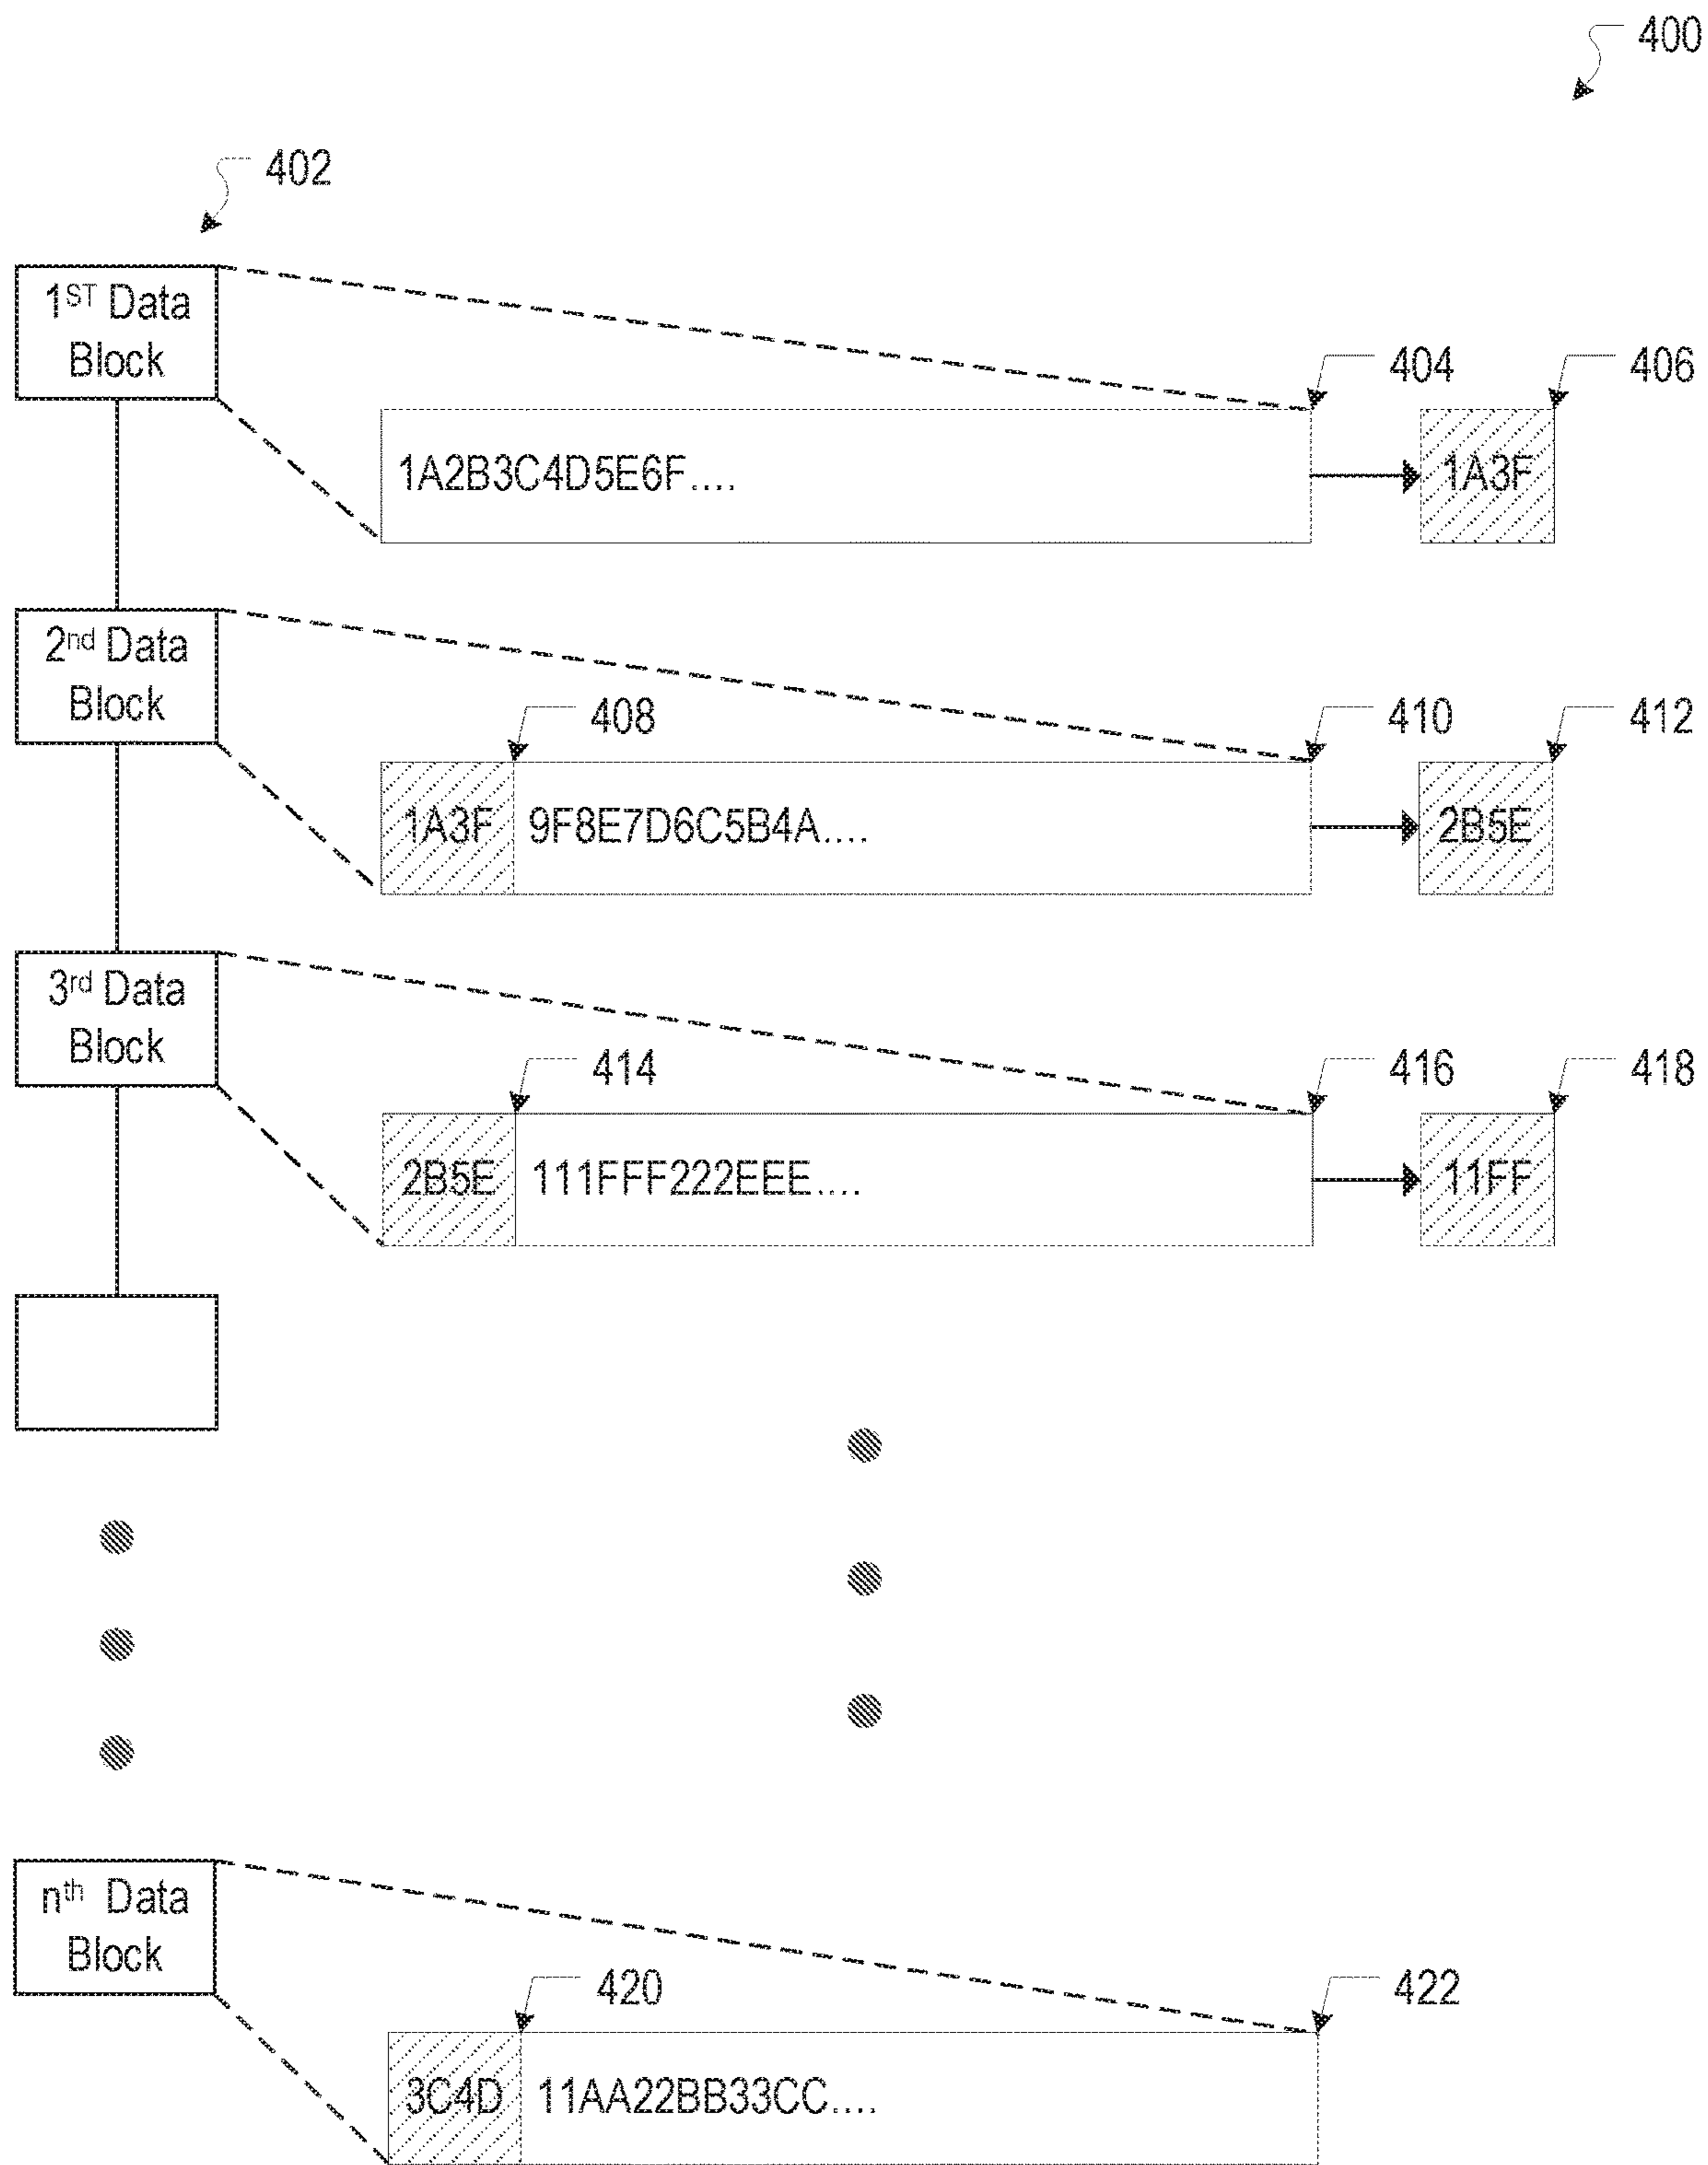 400
402
1ST Data
Block
404
406
1A2B3C4D5E6F....
1A3F
2nd Data
Block
408
410
412
1A3F
9F8E7D6C5B4A....
2B5E
3rd Data
Block
414
416
418
2B5E
111FFF222EEE....
11FF
nth Data
Block
420
422
3C4D
11AA22BB33CC....